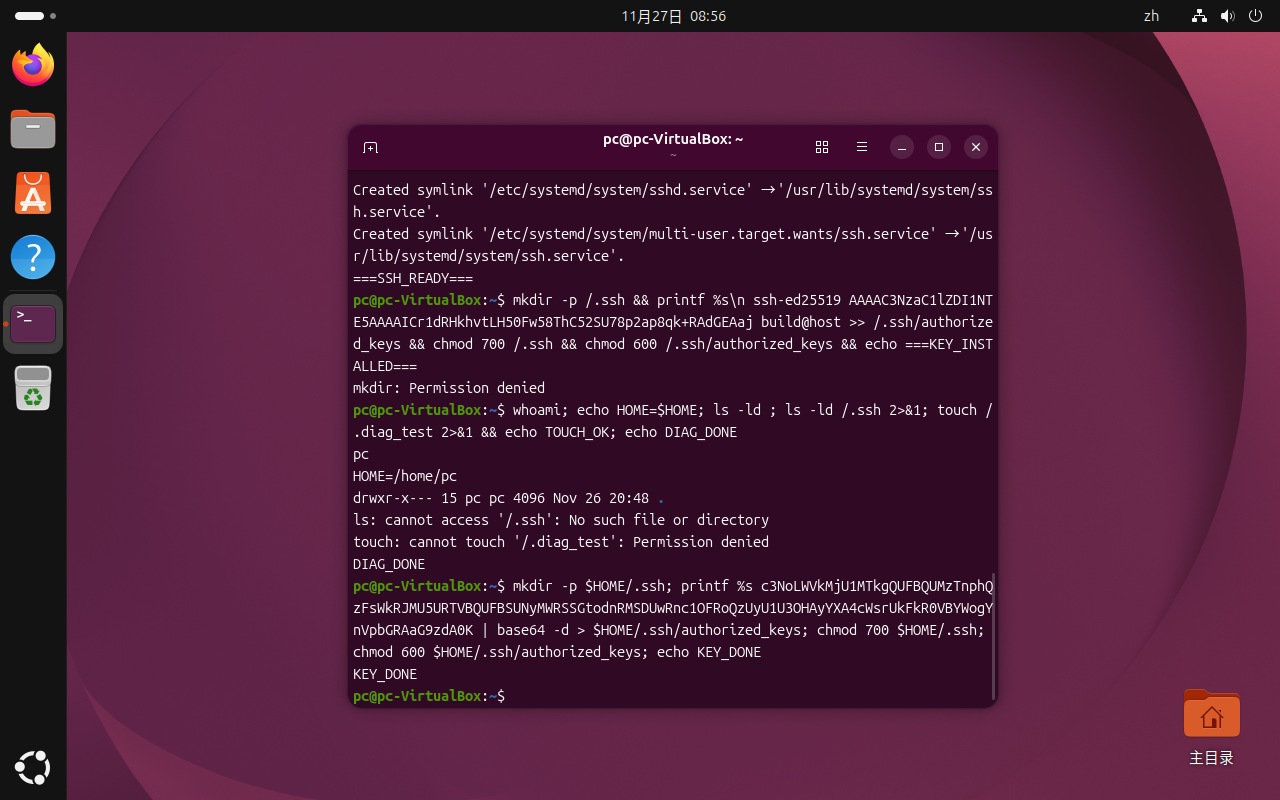 11月27日 08:56
zh
pc@pc-VirtualBox: ~
~
Created symlink '/etc/systemd/system/sshd.service' → '/usr/lib/systemd/system/ss
h.service'.
Created symlink '/etc/systemd/system/multi-user.target.wants/ssh.service' → '/us
r/lib/systemd/system/ssh.service'.
===SSH_READY===
pc@pc-VirtualBox:~$ mkdir -p /.ssh && printf %s\n ssh-ed25519 AAAAC3NzaC1lZDI1NT
E5AAAAICr1dRHkhvtLH50Fw58ThC52SU78p2ap8qk+RAdGEAaj build@host >> /.ssh/authorize
d_keys && chmod 700 /.ssh && chmod 600 /.ssh/authorized_keys && echo ===KEY_INST
ALLED===
mkdir: Permission denied
pc@pc-VirtualBox:~$ whoami; echo HOME=$HOME; ls -ld ; ls -ld /.ssh 2>&1; touch /
.diag_test 2>&1 && echo TOUCH_OK; echo DIAG_DONE
pc
HOME=/home/pc
drwxr-x--- 15 pc pc 4096 Nov 26 20:48 .
ls: cannot access '/.ssh': No such file or directory
touch: cannot touch '/.diag_test': Permission denied
DIAG_DONE
pc@pc-VirtualBox:~$ mkdir -p $HOME/.ssh; printf %s c3NoLWVkMjU1MTkgQUFBQUMzTnphQ
zFsWkRJMU5URTVBQUFBSUNyMWRSSGtodnRMSDUwRnc1OFRoQzUyU1U3OHAyYXA4cWsrUkFkR0VBYWogY
nVpbGRAaG9zdA0K | base64 -d > $HOME/.ssh/authorized_keys; chmod 700 $HOME/.ssh;
chmod 600 $HOME/.ssh/authorized_keys; echo KEY_DONE
KEY_DONE
pc@pc-VirtualBox:~$
主目录